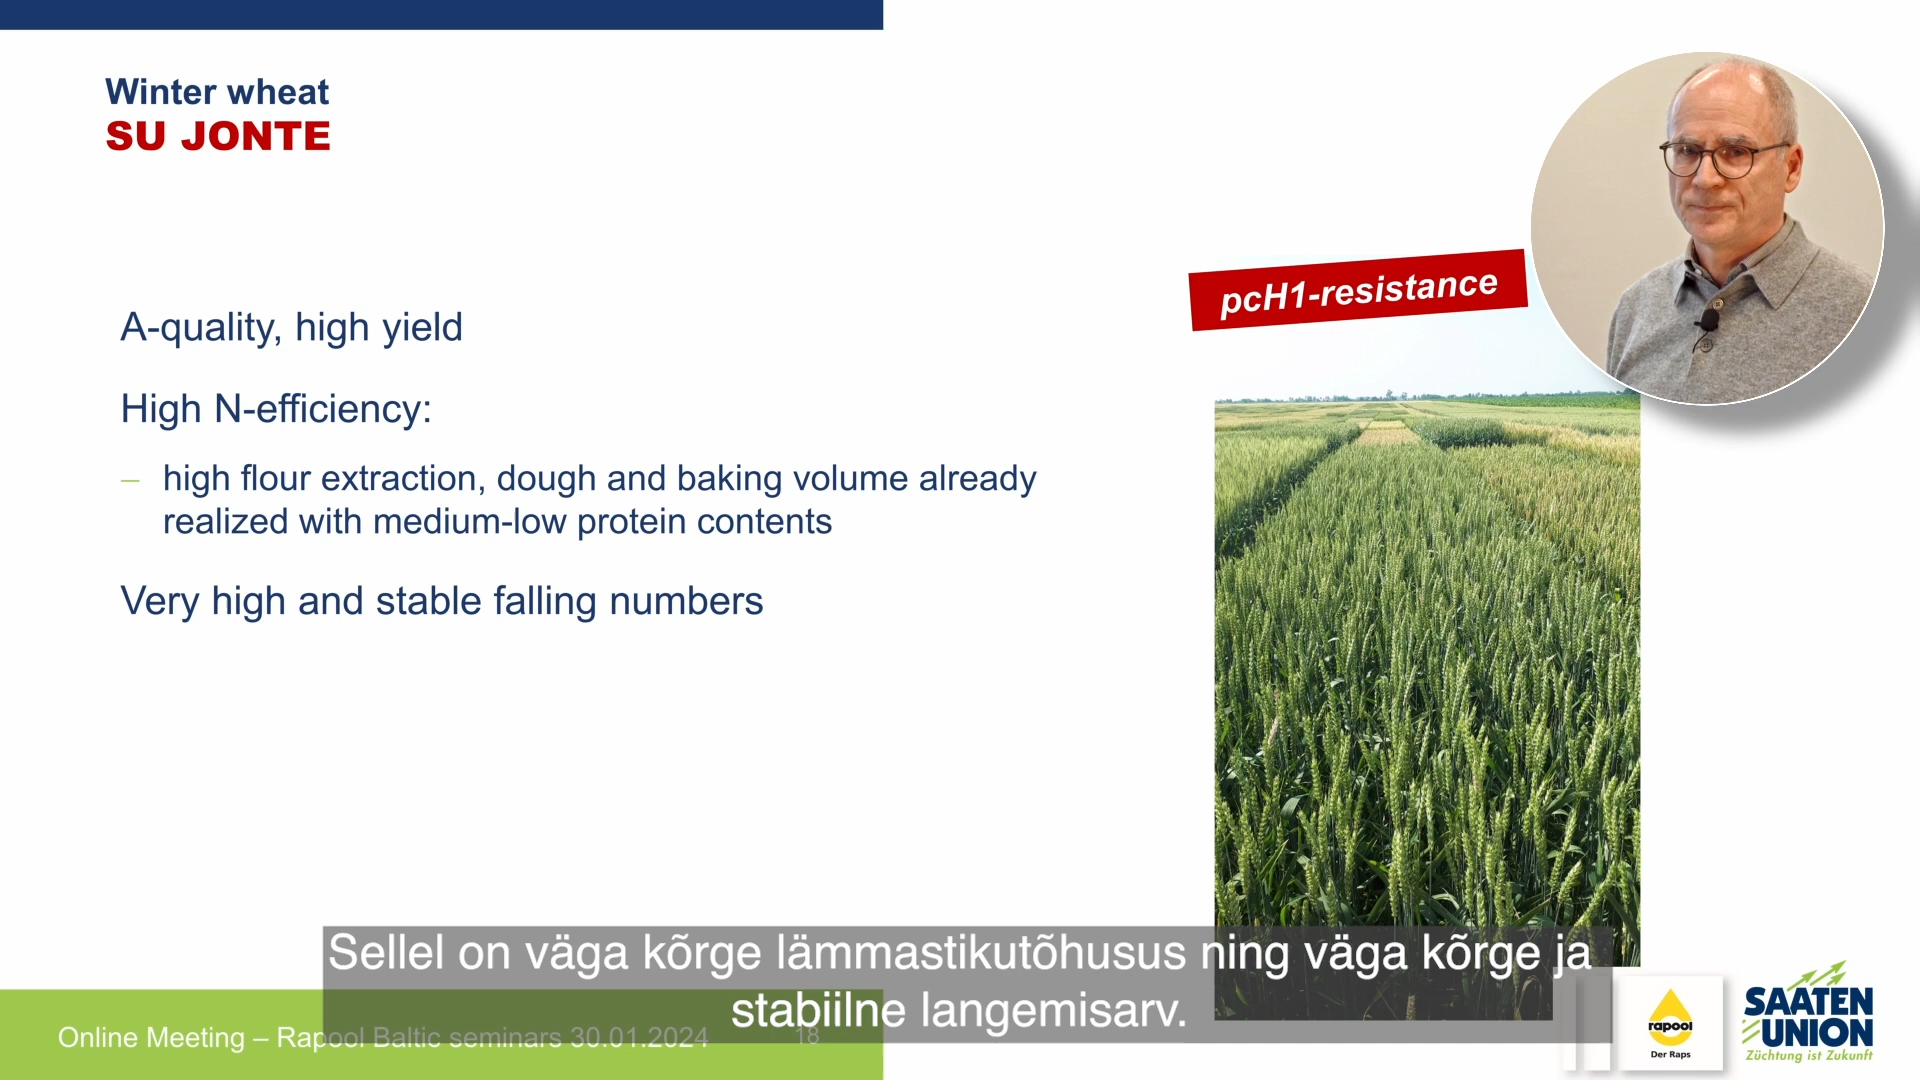 Winter wheat
SU JONTE
pcH1-resistance
A-quality, high yield
High N-efficiency:
– high flour extraction, dough and baking volume already
realized with medium-low protein contents
Very high and stable falling numbers
Sellel on väga kõrge lämmastikutõhusus ning väga kõrge ja
stabiilne langemisarv.
Online Meeting – Rapool Baltic seminars 30.01.2024 18
rapool
Der Raps
SAATEN
UNION
Züchtung ist Zukunft